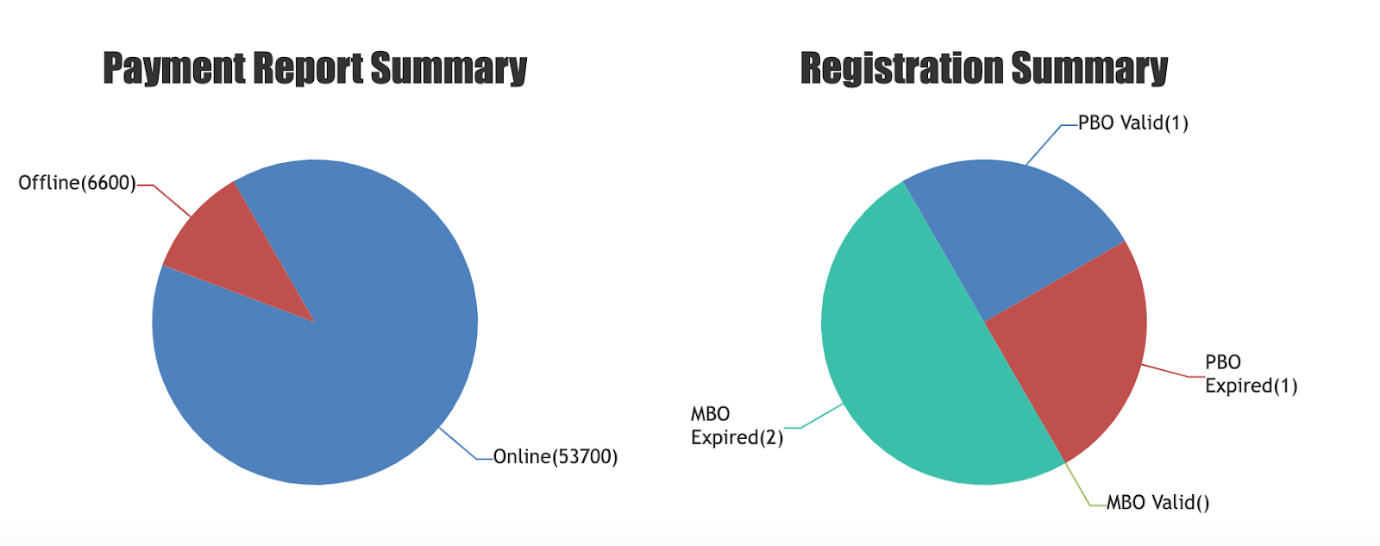 Payment Report Summary
Offline(6600)
Online(53700)
Registration Summary
PBO Valid(1)
PBO
Expired(1)
MBO
Expired(2)
MBO Valid()